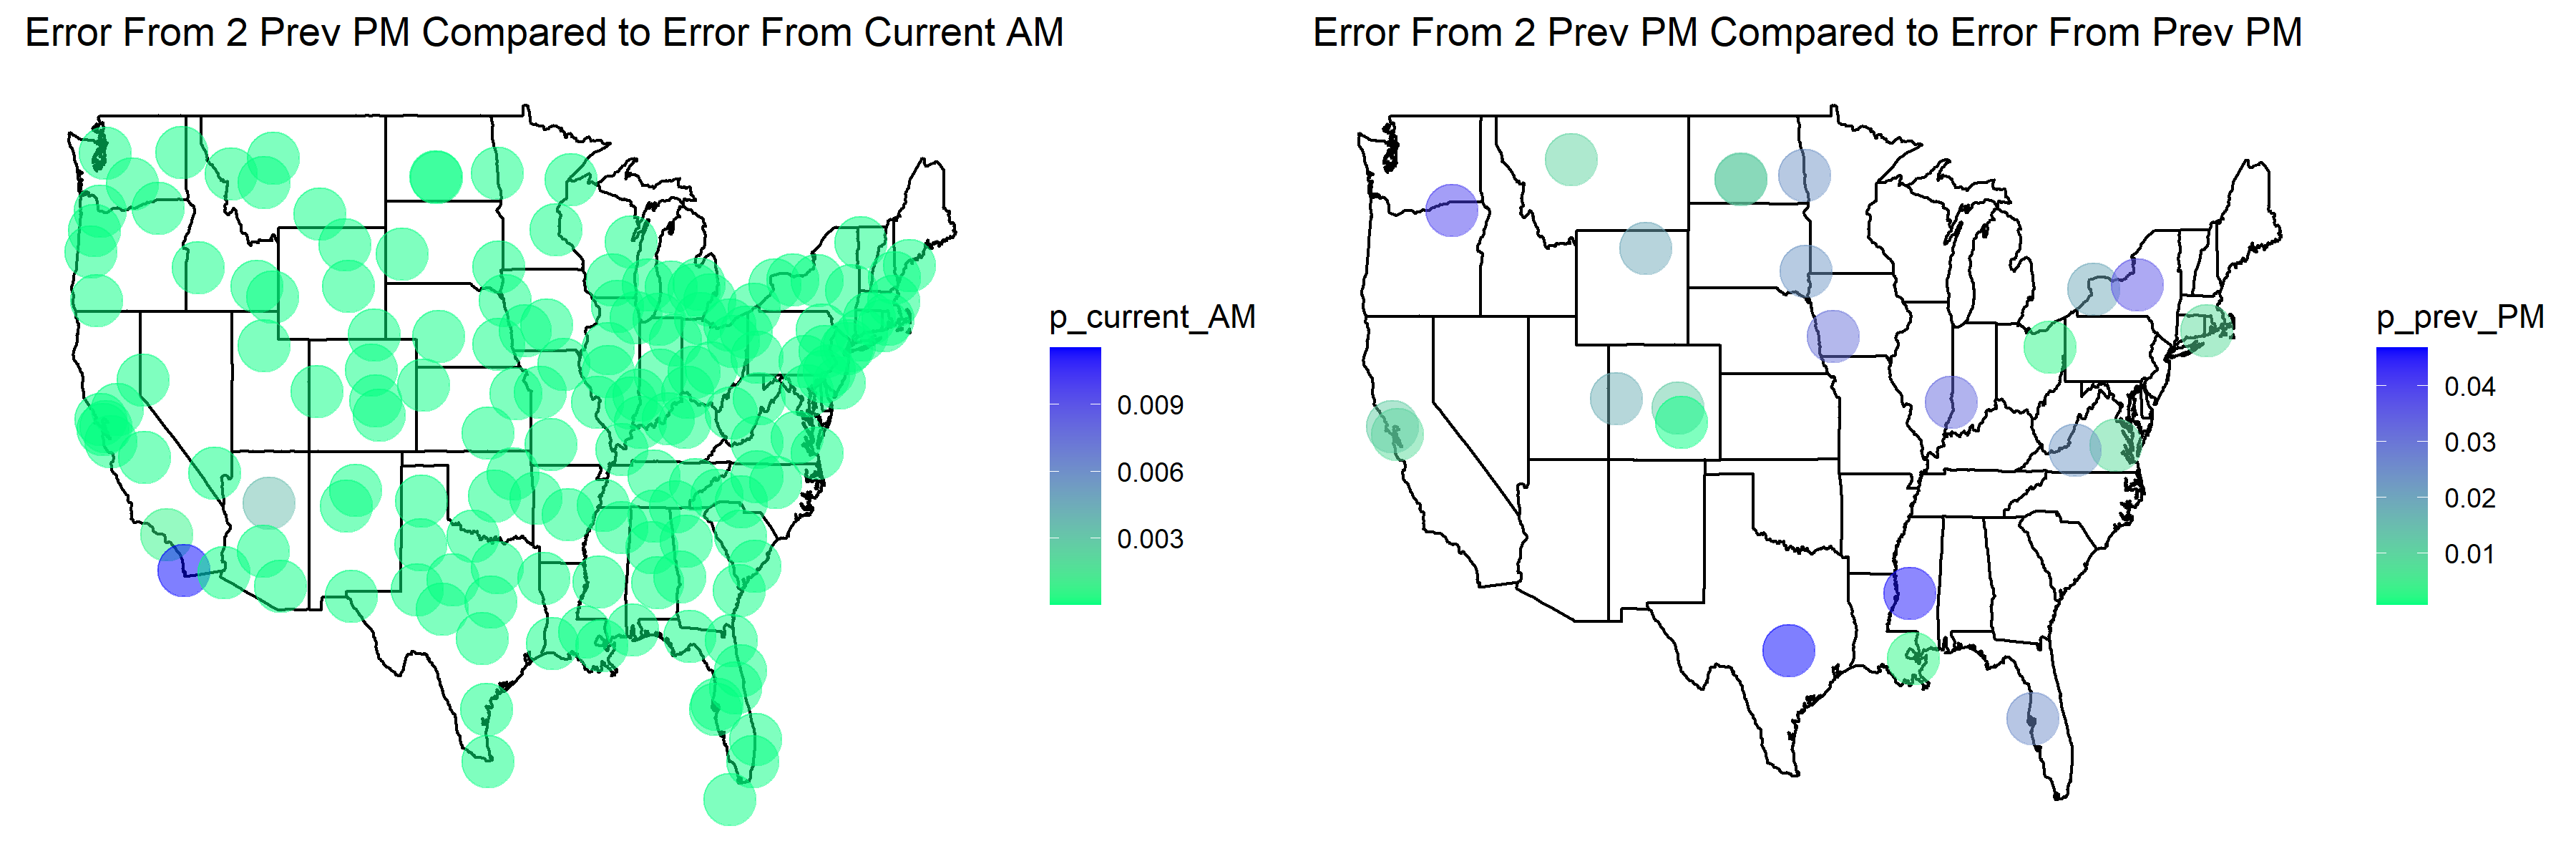 Error From 2 Prev PM Compared to Error From Current AM
p_current_AM
0.009
0.006
0.003
Error From 2 Prev PM Compared to Error From Prev PM
p_prev_PM
0.04
0.03
0.02
0.01